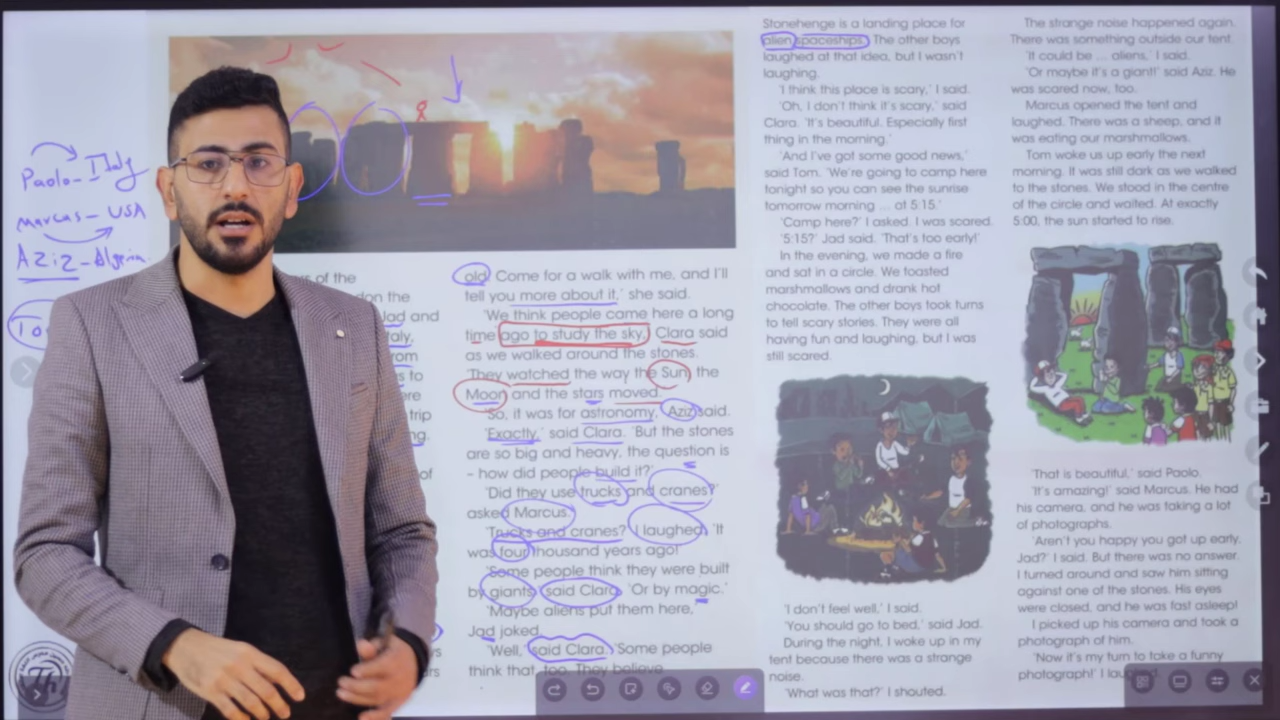 Paolo - Italy
Marcus - USA
Aziz - Algeria
of the
don the
Jad and
from
to
trip
of
old. Come for a walk with me, and I'll
tell you more about it,' she said.
'We think people came here a long
time ago to study the sky,' Clara said
as we walked around the stones.
'They watched the way the Sun, the
Moon and the stars moved.'
'So, it was for astronomy,' Aziz said.
'Exactly,' said Clara. 'But the stones
are so big and heavy, the question is
– how did people build it?'
'Did they use trucks and cranes?'
asked Marcus.
'Trucks and cranes?' I laughed. 'It
was four thousand years ago!'
'Some people think they were built
by giants,' said Clara. 'Or by magic.'
'Maybe aliens put them here,'
Jad joked.
'Well,' said Clara. 'Some people
think that, too. They believe
Stonehenge is a landing place for
alien spaceships.' The other boys
laughed at that idea, but I wasn't
laughing.
'I think this place is scary,' I said.
'Oh, I don't think it's scary,' said
Clara. 'It's beautiful. Especially first
thing in the morning.'
'And I've got some good news,'
said Tom. 'We're going to camp here
tonight so you can see the sunrise
tomorrow morning ... at 5:15.'
'Camp here?' I asked. I was scared.
'5:15?' Jad said. 'That's too early!'
In the evening, we made a fire
and sat in a circle. We toasted
marshmallows and drank hot
chocolate. The other boys took turns
to tell scary stories. They were all
having fun and laughing, but I was
still scared.
'I don't feel well,' I said.
'You should go to bed,' said Jad.
During the night, I woke up in my
tent because there was a strange
noise.
'What was that?' I shouted.
The strange noise happened again.
There was something outside our tent.
'It could be ... aliens,' I said.
'Or maybe it's a giant!' said Aziz. He
was scared now, too.
Marcus opened the tent and
laughed. There was a sheep, and it
was eating our marshmallows.
Tom woke us up early the next
morning. It was still dark as we walked
to the stones. We stood in the centre
of the circle and waited. At exactly
5:00, the sun started to rise.
'That is beautiful,' said Paolo.
'It's amazing!' said Marcus. He had
his camera, and he was taking a lot
of photographs.
'Aren't you happy you got up early,
Jad?' I said. But there was no answer.
I turned around and saw him sitting
against one of the stones. His eyes
were closed, and he was fast asleep!
I picked up his camera and took a
photograph of him.
'Now it's my turn to take a funny
photograph!' I